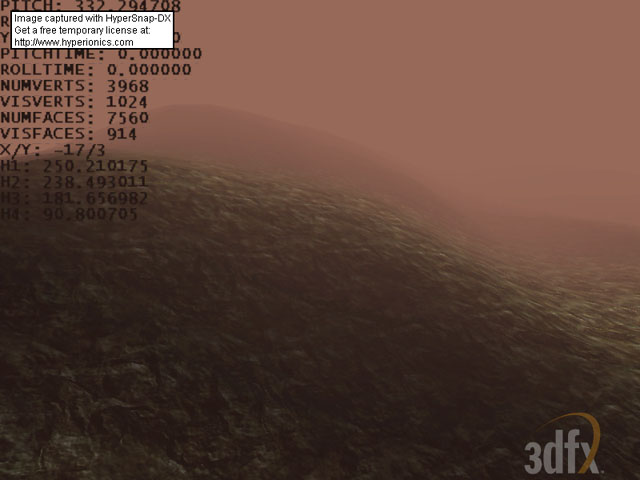 PITCH: 332.294708
Image captured with HyperSnap-DX
Get a free temporary license at:
http://www.hyperionics.com
PITCHTIME: 0.000000
ROLLTIME: 0.000000
NUMVERTS: 3968
VISVERTS: 1024
NUMFACES: 7560
VISFACES: 914
X/Y: -17/3
H1: 250.210175
H2: 238.493011
H3: 181.656982
H4: 90.800705
3dfx